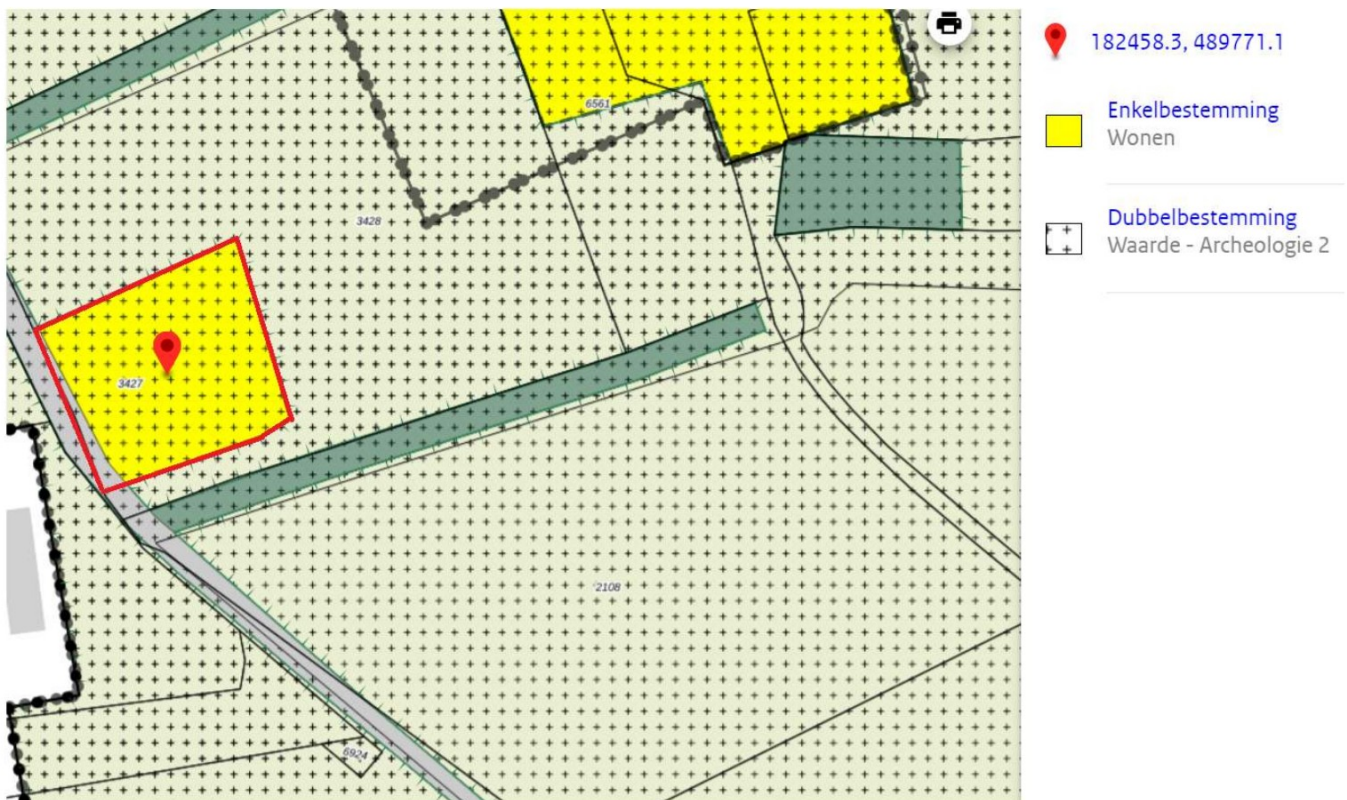 182458.3, 489771.1
Enkelbestemming
Wonen
Dubbelbestemming
Waarde - Archeologie 2
6561
3428
3427
2108
6924